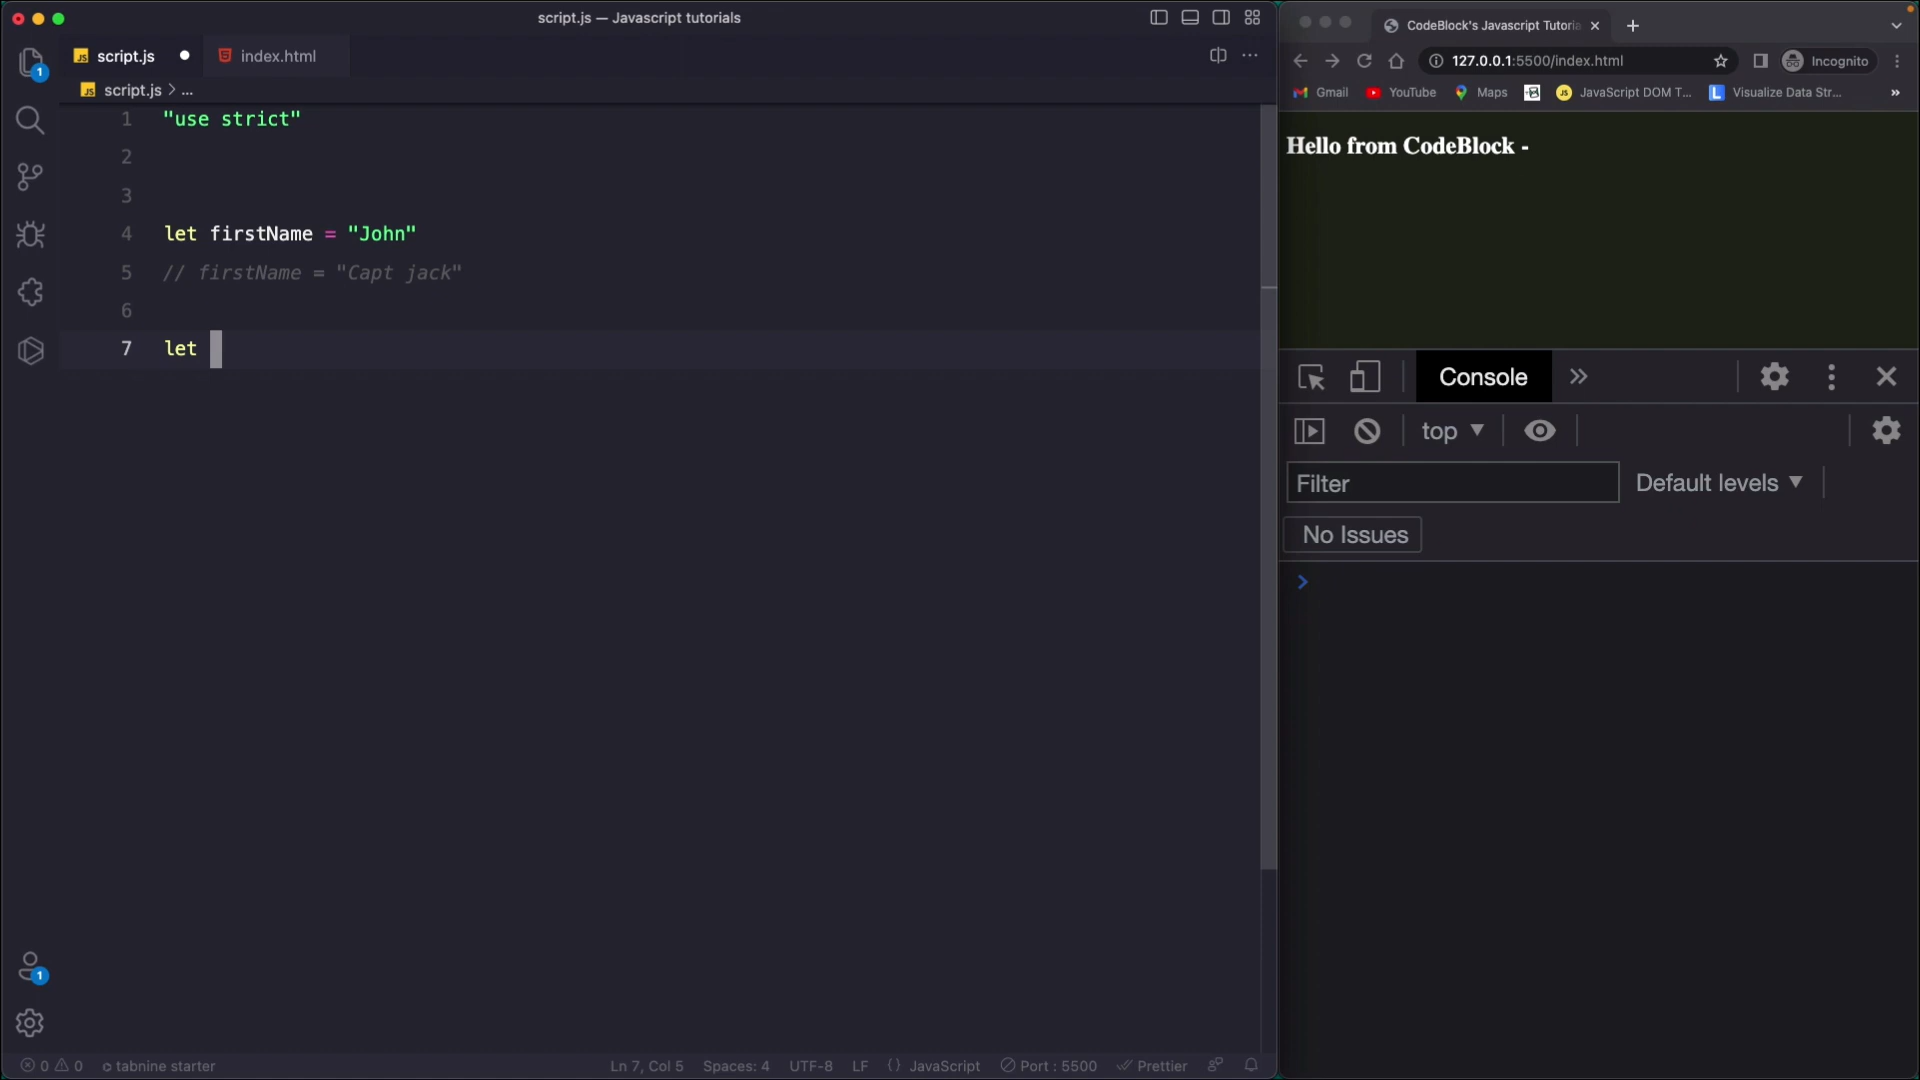 script.js — Javascript tutorials
script.js
index.html
script.js > ...
1 "use strict"
2
3
4 let firstName = "John"
5 // firstName = "Capt jack"
6
7 let
0 0 tabnine starter
Ln 7, Col 5 Spaces: 4 UTF-8 LF {} JavaScript Port : 5500 Prettier
1
1
CodeBlock's Javascript Tutoria
127.0.0.1:5500/index.html
Incognito
Gmail YouTube Maps JavaScript DOM T... Visualize Data Str... »
Hello from CodeBlock -
Console
top
Filter
Default levels
No Issues